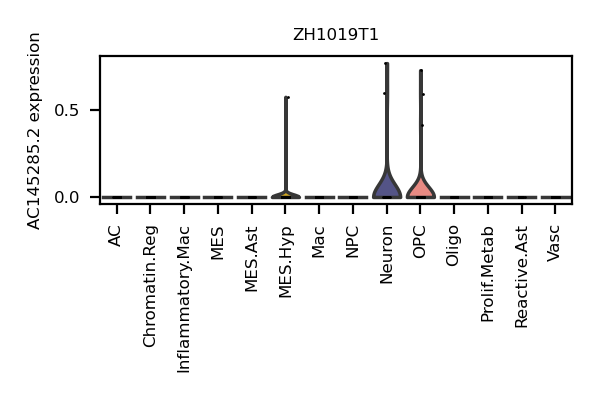 ZH1019T1
AC145285.2 expression
0.5
0.0
AC
Chromatin.Reg
Inflammatory.Mac
MES
MES.Ast
MES.Hyp
Mac
NPC
Neuron
OPC
Oligo
Prolif.Metab
Reactive.Ast
Vasc